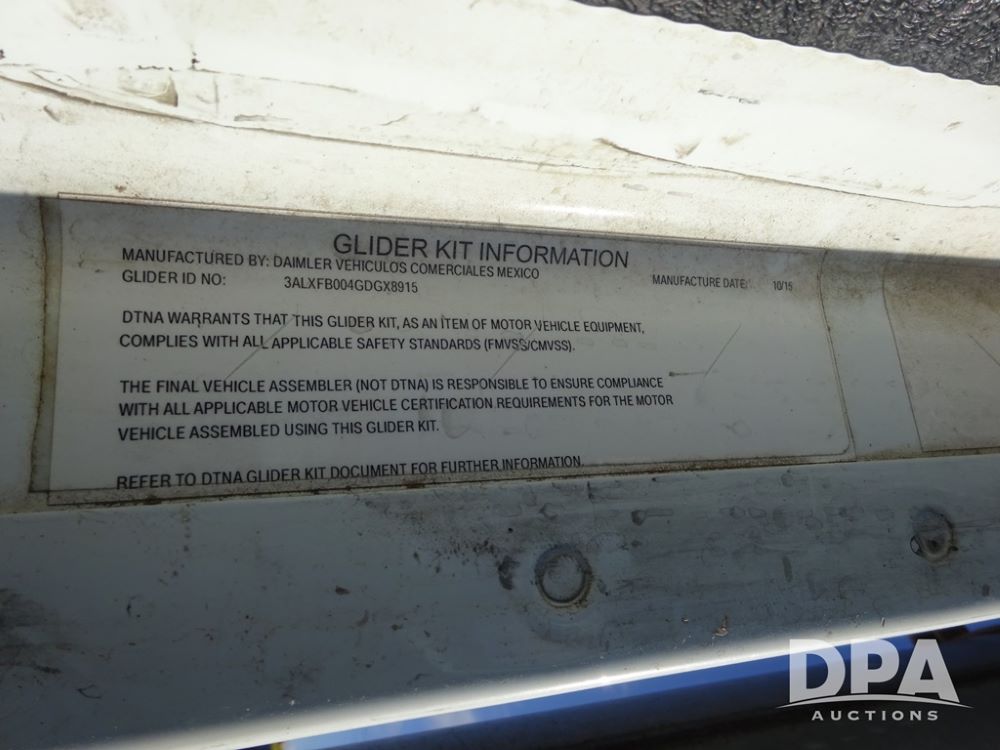 GLIDER KIT INFORMATION
MANUFACTURED BY: DAIMLER VEHICULOS COMERCIALES MEXICO
GLIDER ID NO: 3ALXFB004GDGX8915 MANUFACTURE DATE: 10/15
DTNA WARRANTS THAT THIS GLIDER KIT, AS AN ITEM OF MOTOR VEHICLE EQUIPMENT,
COMPLIES WITH ALL APPLICABLE SAFETY STANDARDS (FMVSS/CMVSS).
THE FINAL VEHICLE ASSEMBLER (NOT DTNA) IS RESPONSIBLE TO ENSURE COMPLIANCE
WITH ALL APPLICABLE MOTOR VEHICLE CERTIFICATION REQUIREMENTS FOR THE MOTOR
VEHICLE ASSEMBLED USING THIS GLIDER KIT.
REFER TO DTNA GLIDER KIT DOCUMENT FOR FURTHER INFORMATION.
DPA
AUCTIONS